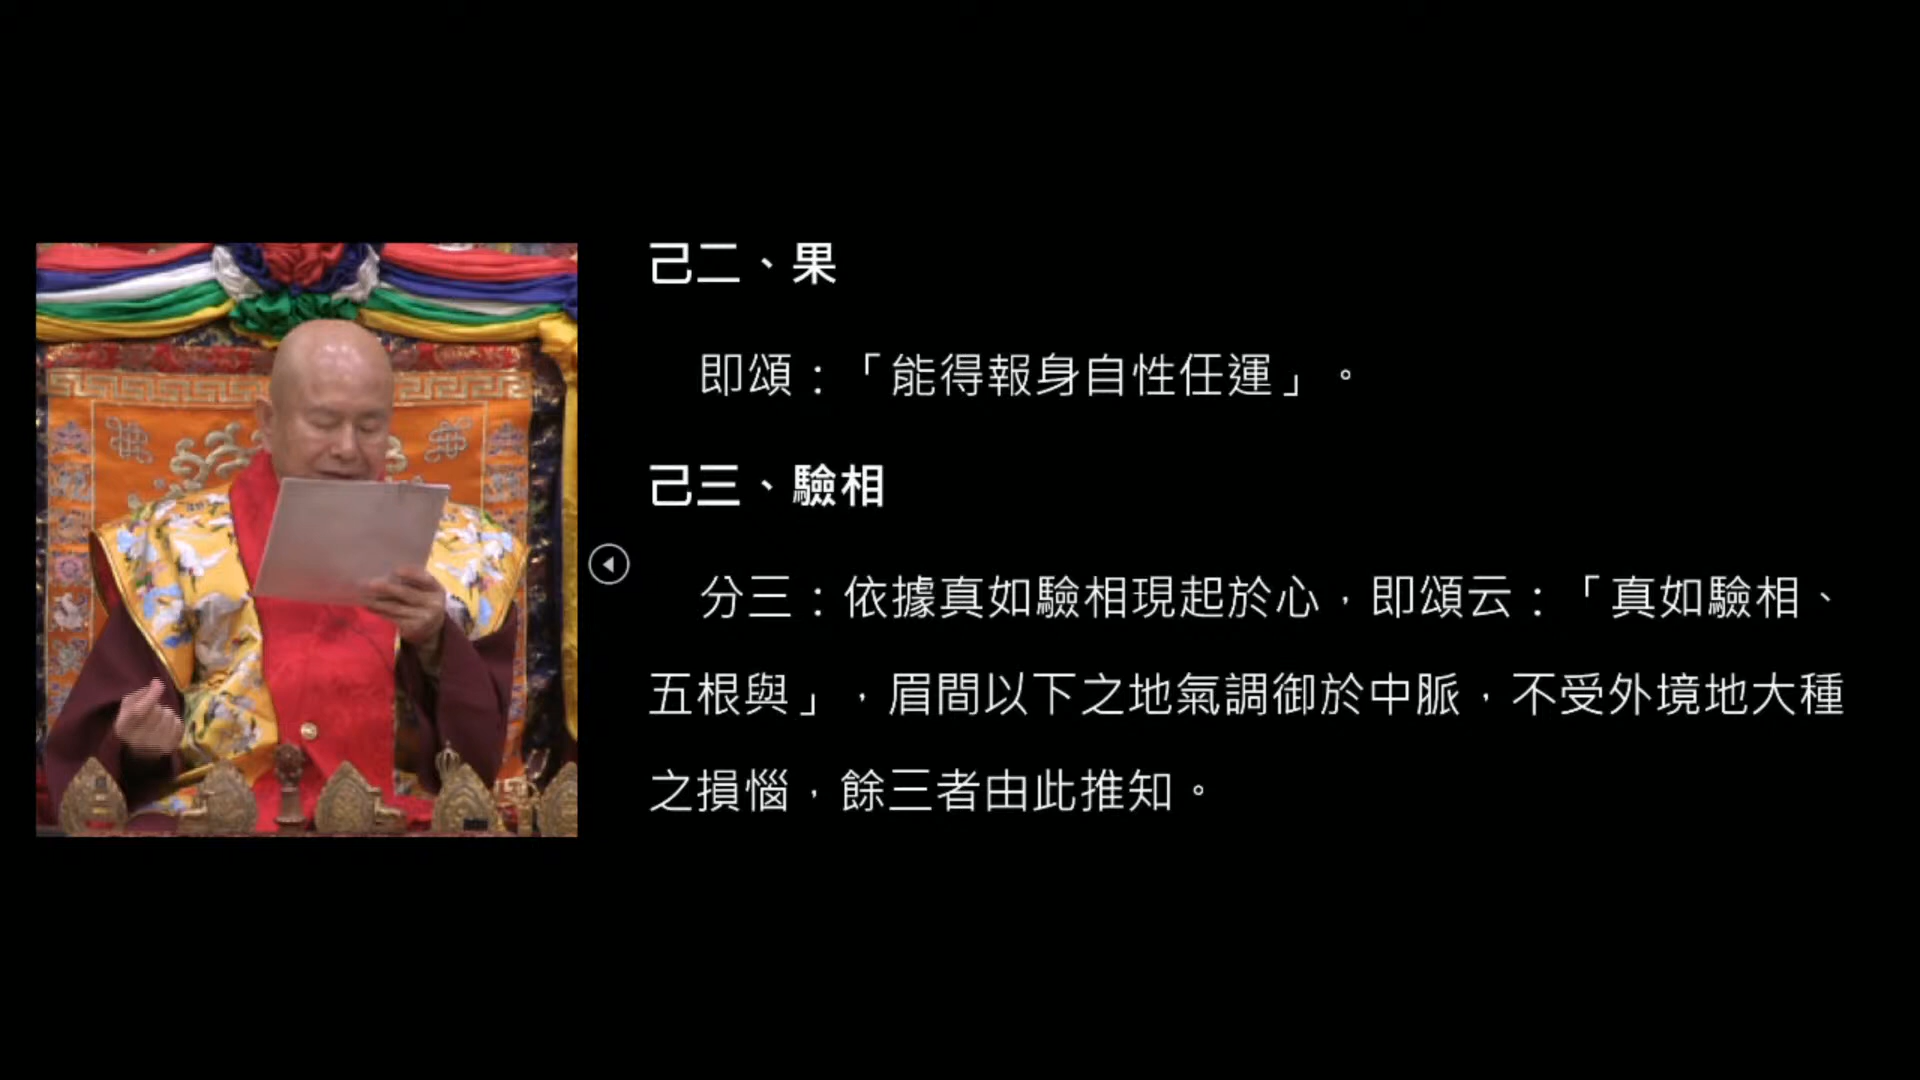 己二、果
即頌：「能得報身自性任運」。
己三、驗相
分三：依據真如驗相現起於心，即頌云：「真如驗相、
五根與」，眉間以下之地氣調御於中脈，不受外境地大種
之損惱，餘三者由此推知。